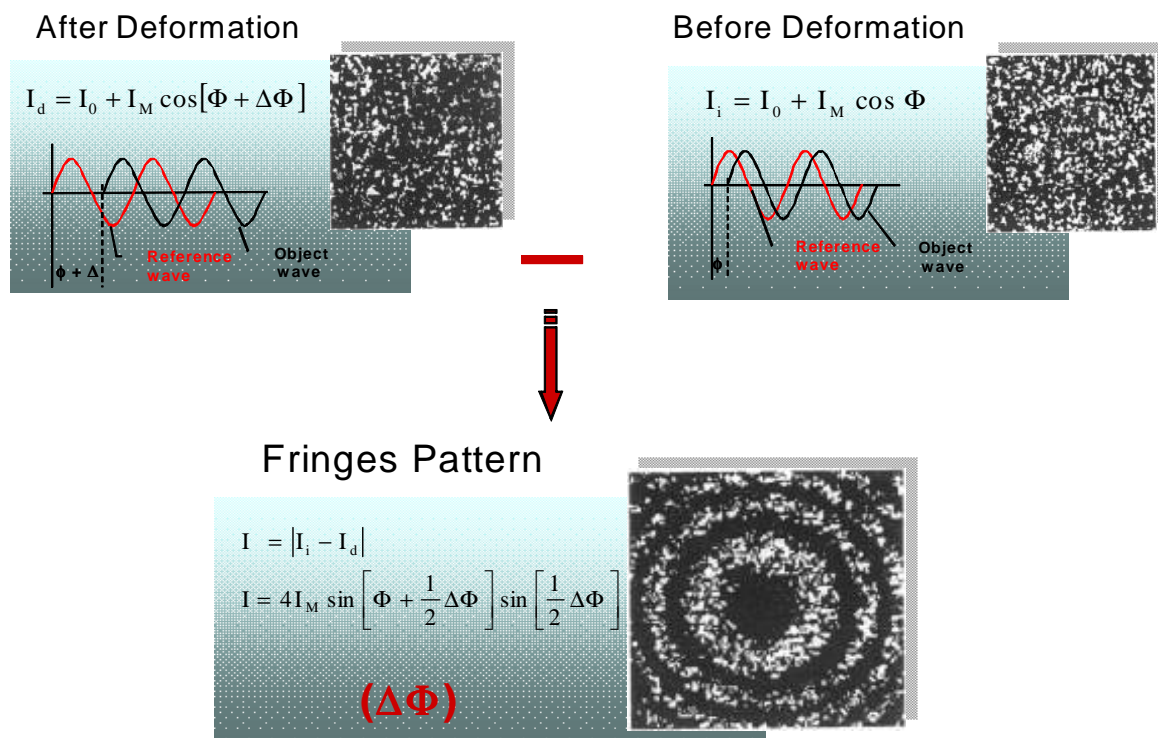 After Deformation
I_d = I_0 + I_M cos[Φ + ΔΦ]
Reference wave
Object wave
ϕ + Δ
Before Deformation
I_i = I_0 + I_M cos Φ
Reference wave
Object wave
ϕ
Fringes Pattern
I = |I_i − I_d|
I = 4I_M sin[Φ + 1/2 ΔΦ] sin[1/2 ΔΦ]
(ΔΦ)